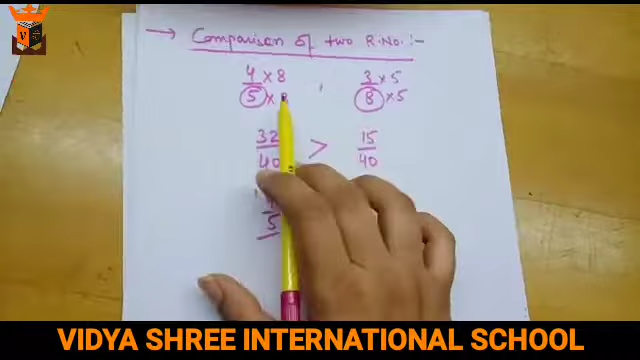 → Comparison of two R.No. :-
4/5 × 8/8 , 3/8 × 5/5
32/40 > 15/40
5
VIDYA SHREE INTERNATIONAL SCHOOL